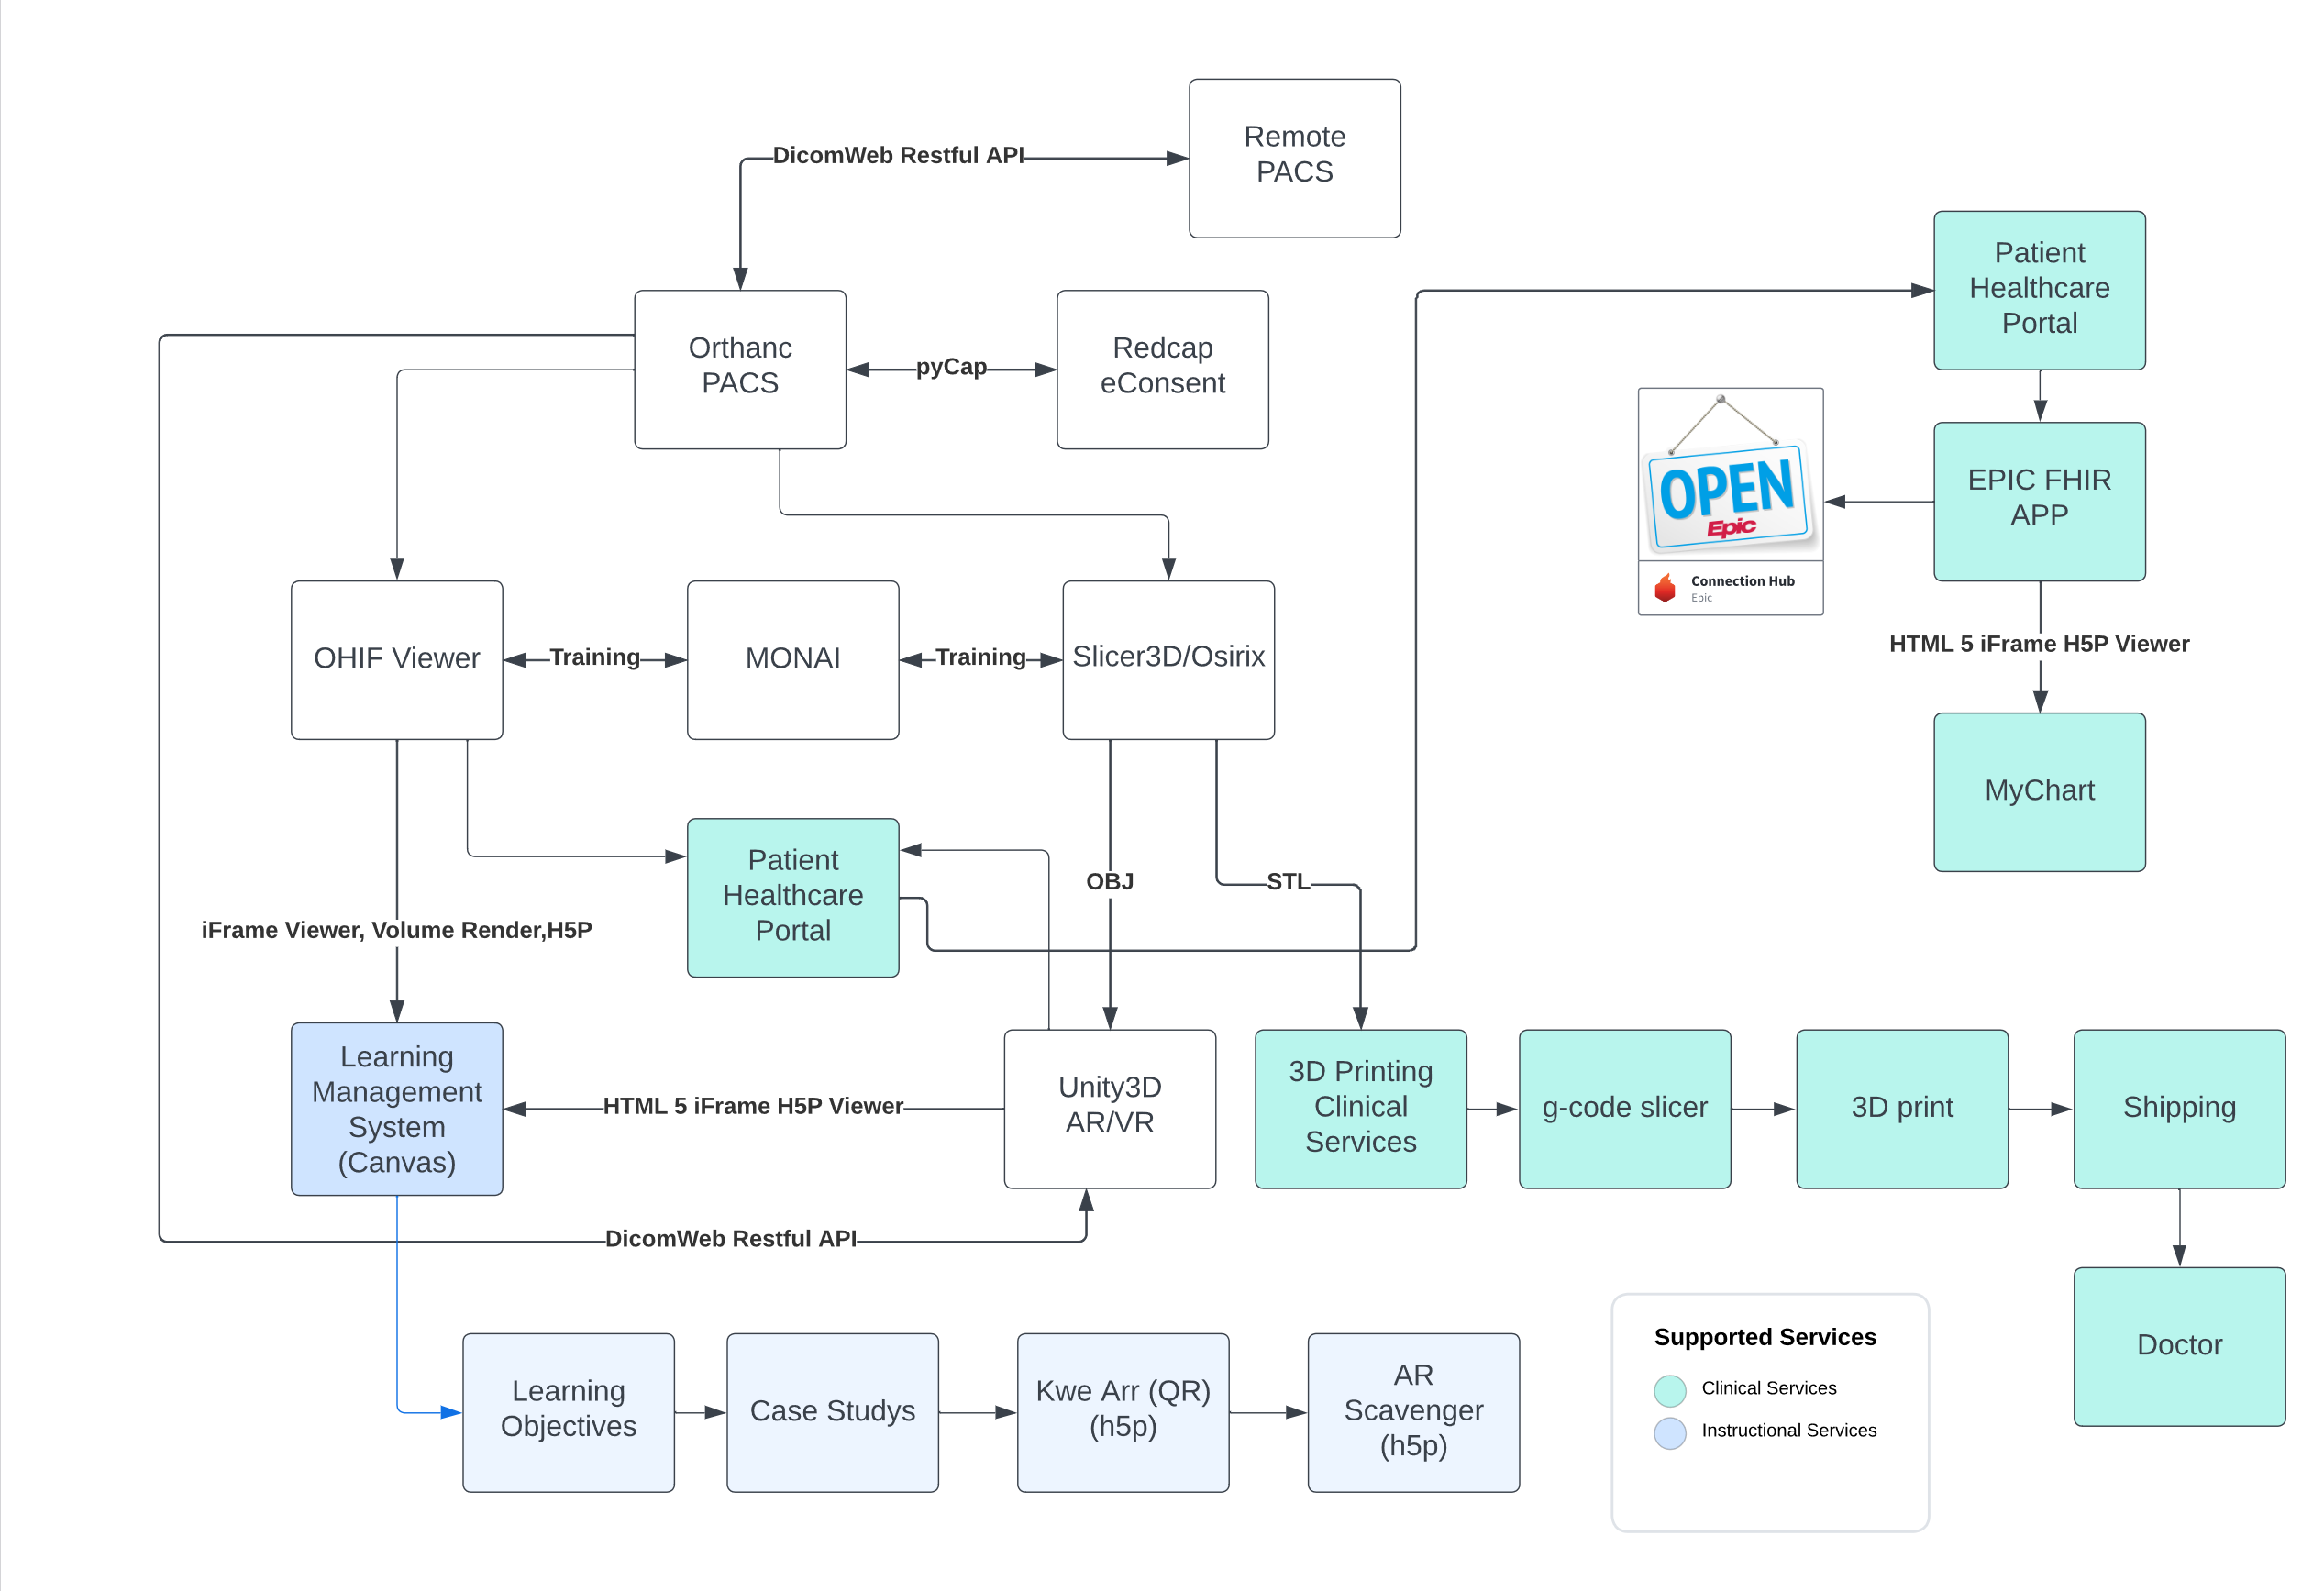 Remote
PACS
DicomWeb Restful API
Patient
Healthcare
Portal
Orthanc
PACS
pyCap
Redcap
eConsent
OPEN
Epic
Connection Hub
Epic
EPIC FHIR
APP
HTML 5 iFrame H5P Viewer
MyChart
OHIF Viewer
Training
MONAI
Training
Slicer3D/Osirix
Patient
Healthcare
Portal
OBJ
STL
iFrame Viewer, Volume Render,H5P
Learning
Management
System
(Canvas)
HTML 5 iFrame H5P Viewer
Unity3D
AR/VR
3D Printing
Clinical
Services
g-code slicer
3D print
Shipping
DicomWeb Restful API
Doctor
Learning
Objectives
Case Studys
Kwe Arr (QR)
(h5p)
AR
Scavenger
(h5p)
Supported Services
Clinical Services
Instructional Services